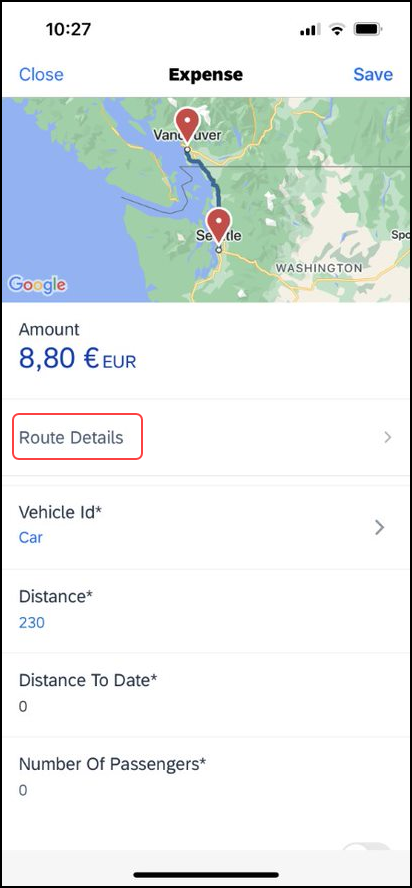 10:27
Close
Expense
Save
Vancouver
Seattle
Spo
WASHINGTON
Google
Amount
8,80 € EUR
Route Details
Vehicle Id*
Car
Distance*
230
Distance To Date*
0
Number Of Passengers*
0